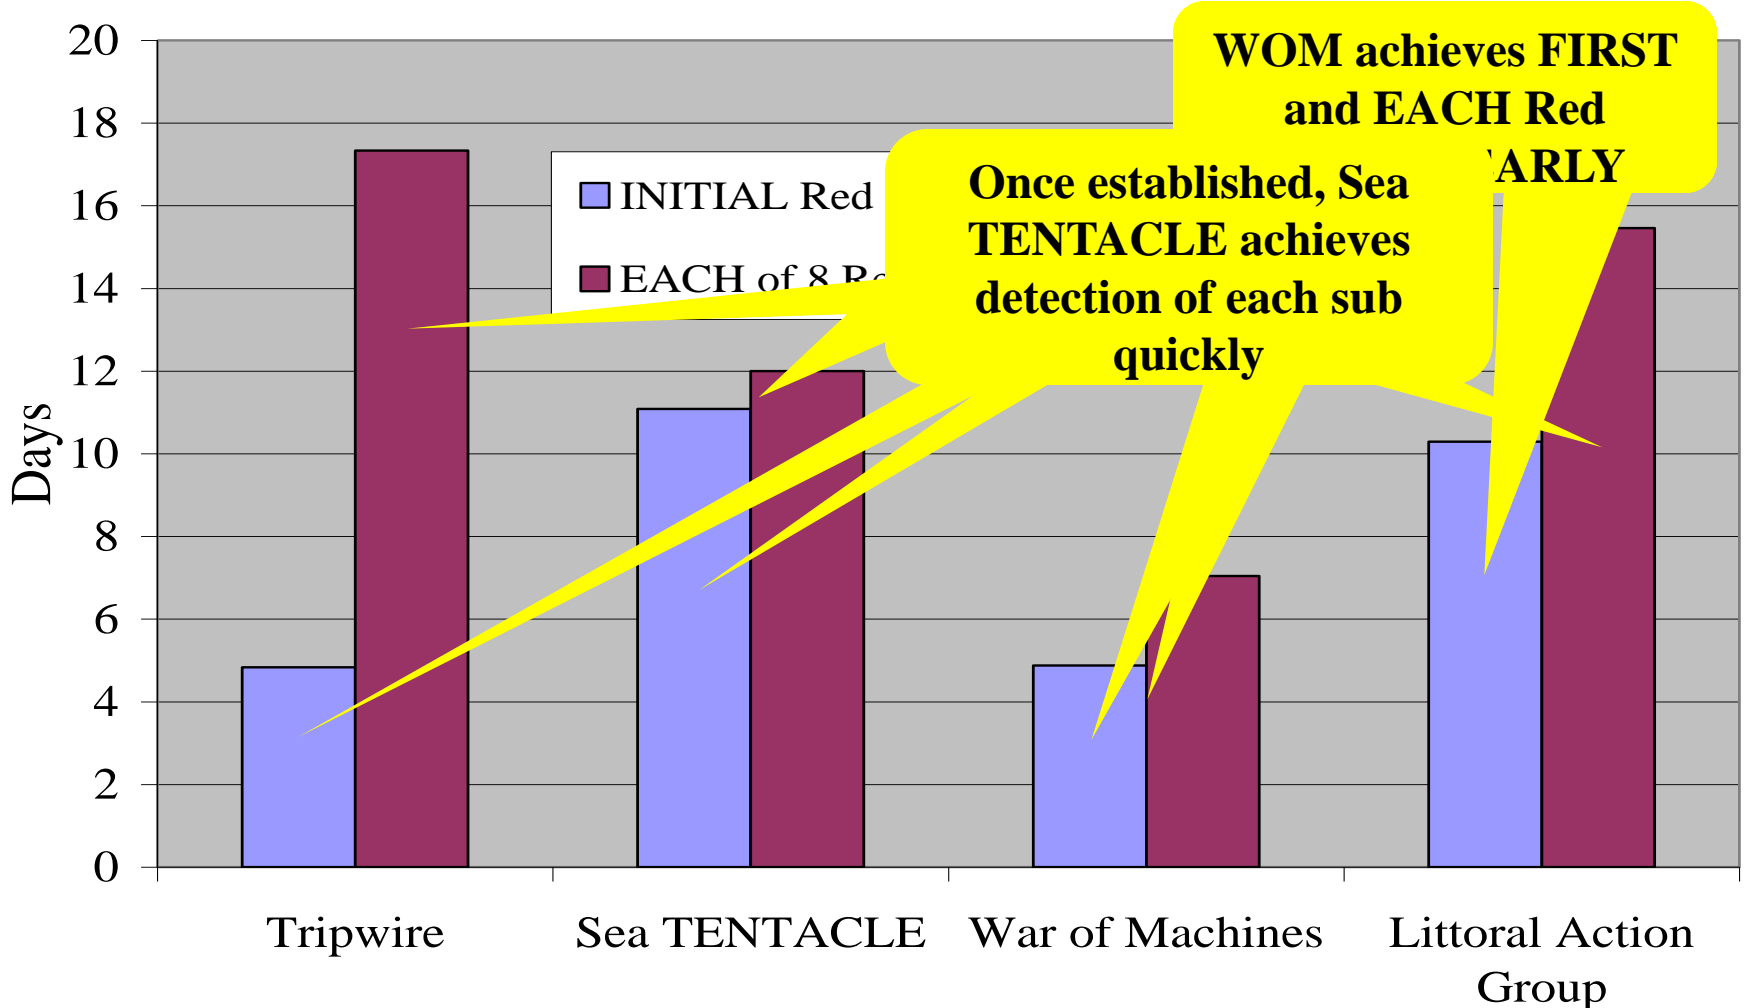 20
18
16
14
12
10
8
6
4
2
0
Days
INITIAL Red
EACH of 8
WOM achieves FIRST
and EACH Red
Once established, Sea
TENTACLE achieves
detection of each sub
quickly
Tripwire
Sea TENTACLE
War of Machines
Littoral Action
Group